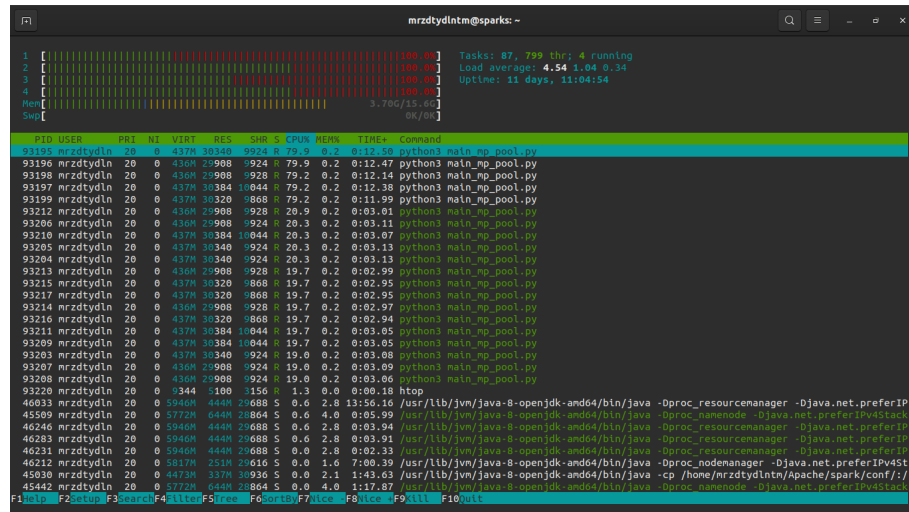 mrzdtydlntm@sparks: ~
1 [||||||||||||||||||||||||||||||||||||||||||||100.0%] Tasks: 87, 799 thr; 4 running
2 [||||||||||||||||||||||||||||||||||||||||||||100.0%] Load average: 4.54 1.04 0.34
3 [||||||||||||||||||||||||||||||||||||||||||||100.0%] Uptime: 11 days, 11:04:54
4 [||||||||||||||||||||||||||||||||||||||||||||100.0%]
Mem[||||||||||||||||||||||||||||||||||| 3.70G/15.6G]
Swp[ 0K/0K]
PID USER PRI NI VIRT RES SHR S CPU% MEM% TIME+ Command
93195 mrzdtydln 20 0 437M 30340 9924 R 79.9 0.2 0:12.50 python3 main_mp_pool.py
93196 mrzdtydln 20 0 436M 29908 9924 R 79.9 0.2 0:12.47 python3 main_mp_pool.py
93198 mrzdtydln 20 0 436M 29908 9928 R 79.2 0.2 0:12.14 python3 main_mp_pool.py
93197 mrzdtydln 20 0 437M 30384 10044 R 79.2 0.2 0:12.38 python3 main_mp_pool.py
93199 mrzdtydln 20 0 437M 30320 9868 R 79.2 0.2 0:11.99 python3 main_mp_pool.py
93212 mrzdtydln 20 0 436M 29908 9928 R 20.9 0.2 0:03.01 python3 main_mp_pool.py
93206 mrzdtydln 20 0 436M 29908 9924 R 20.3 0.2 0:03.11 python3 main_mp_pool.py
93210 mrzdtydln 20 0 437M 30384 10044 R 20.3 0.2 0:03.07 python3 main_mp_pool.py
93205 mrzdtydln 20 0 437M 30340 9924 R 20.3 0.2 0:03.13 python3 main_mp_pool.py
93204 mrzdtydln 20 0 437M 30340 9924 R 20.3 0.2 0:03.13 python3 main_mp_pool.py
93213 mrzdtydln 20 0 436M 29908 9928 R 19.7 0.2 0:02.99 python3 main_mp_pool.py
93215 mrzdtydln 20 0 437M 30320 9868 R 19.7 0.2 0:02.95 python3 main_mp_pool.py
93217 mrzdtydln 20 0 437M 30320 9868 R 19.7 0.2 0:02.95 python3 main_mp_pool.py
93214 mrzdtydln 20 0 436M 29908 9928 R 19.7 0.2 0:02.97 python3 main_mp_pool.py
93216 mrzdtydln 20 0 437M 30320 9868 R 19.7 0.2 0:02.94 python3 main_mp_pool.py
93211 mrzdtydln 20 0 437M 30384 10044 R 19.7 0.2 0:03.05 python3 main_mp_pool.py
93209 mrzdtydln 20 0 437M 30384 10044 R 19.7 0.2 0:03.05 python3 main_mp_pool.py
93203 mrzdtydln 20 0 437M 30340 9924 R 19.0 0.2 0:03.08 python3 main_mp_pool.py
93207 mrzdtydln 20 0 436M 29908 9924 R 19.0 0.2 0:03.09 python3 main_mp_pool.py
93208 mrzdtydln 20 0 436M 29908 9924 R 19.0 0.2 0:03.06 python3 main_mp_pool.py
93220 mrzdtydln 20 0 9344 5100 3156 R 1.3 0.0 0:00.18 htop
46033 mrzdtydln 20 0 5946M 444M 29688 S 0.6 2.8 13:56.16 /usr/lib/jvm/java-8-openjdk-amd64/bin/java -Dproc_resourcemanager -Djava.net.preferIP
45509 mrzdtydln 20 0 5772M 644M 28864 S 0.6 4.0 0:05.99 /usr/lib/jvm/java-8-openjdk-amd64/bin/java -Dproc_namenode -Djava.net.preferIPv4Stack
46246 mrzdtydln 20 0 5946M 444M 29688 S 0.6 2.8 0:03.94 /usr/lib/jvm/java-8-openjdk-amd64/bin/java -Dproc_resourcemanager -Djava.net.preferIP
46283 mrzdtydln 20 0 5946M 444M 29688 S 0.6 2.8 0:03.91 /usr/lib/jvm/java-8-openjdk-amd64/bin/java -Dproc_resourcemanager -Djava.net.preferIP
46231 mrzdtydln 20 0 5946M 444M 29688 S 0.0 2.8 0:02.33 /usr/lib/jvm/java-8-openjdk-amd64/bin/java -Dproc_resourcemanager -Djava.net.preferIP
46212 mrzdtydln 20 0 5817M 251M 29616 S 0.0 1.6 7:00.39 /usr/lib/jvm/java-8-openjdk-amd64/bin/java -Dproc_nodemanager -Djava.net.preferIPv4St
45030 mrzdtydln 20 0 4473M 337M 30936 S 0.0 2.1 1:43.63 /usr/lib/jvm/java-8-openjdk-amd64/bin/java -cp /home/mrzdtydlntm/Apache/spark/conf/:/
45442 mrzdtydln 20 0 5772M 644M 28864 S 0.0 4.0 1:17.87 /usr/lib/jvm/java-8-openjdk-amd64/bin/java -Dproc_namenode -Djava.net.preferIPv4Stack
F1Help F2Setup F3SearchF4FilterF5Tree F6SortByF7Nice -F8Nice +F9Kill F10Quit